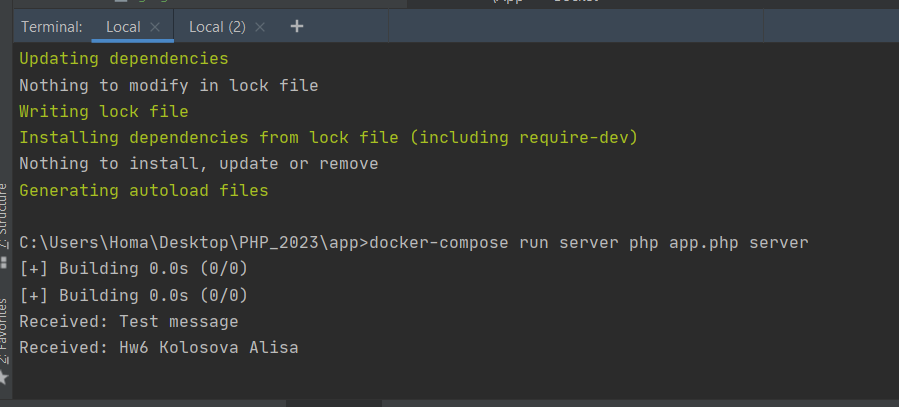 Terminal: Local × Local (2) × +
Updating dependencies
Nothing to modify in lock file
Writing lock file
Installing dependencies from lock file (including require-dev)
Nothing to install, update or remove
Generating autoload files
C:\Users\Homa\Desktop\PHP_2023\app>docker-compose run server php app.php server
[+] Building 0.0s (0/0)
[+] Building 0.0s (0/0)
Received: Test message
Received: Hw6 Kolosova Alisa
7: Structure
2: Favorites